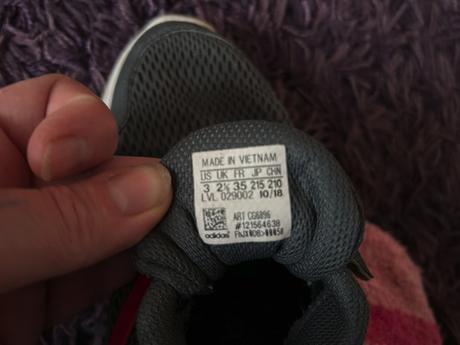 MADE IN VIETNAM
US UK FR JP CHN
3 2½ 35 215 210
LVL 029002 10/18
ART CG6896
#121564638
adidas